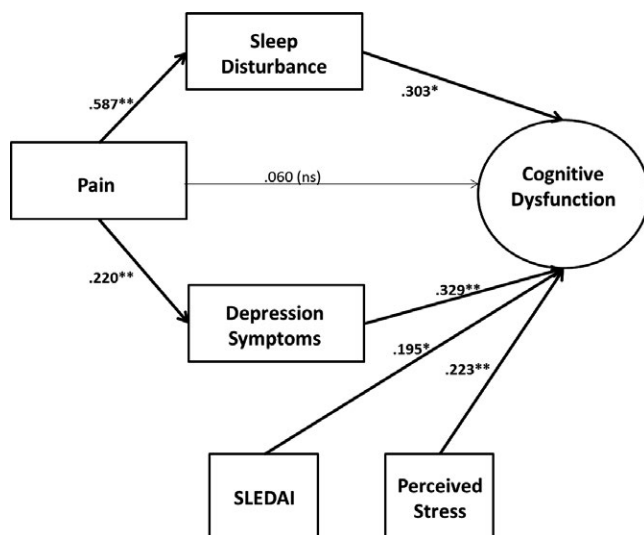 Sleep
Disturbance
.587**
.303*
Pain
.060 (ns)
Cognitive
Dysfunction
.220**
Depression
Symptoms
.329**
.195*
.223**
SLEDAI
Perceived
Stress